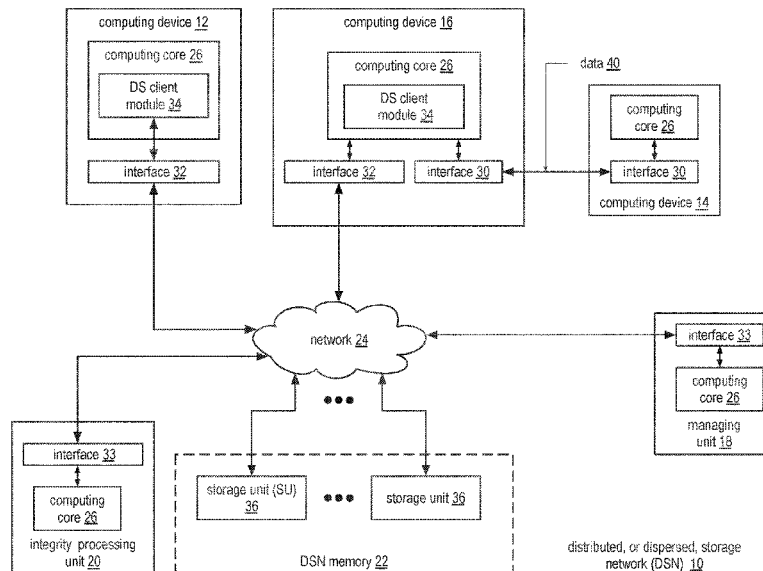 computing device 12
computing core 26
DS client
module 34
interface 32
computing device 16
computing core 26
DS client
module 34
interface 32
interface 30
data 40
computing
core 26
interface 30
computing device 14
network 24
interface 33
computing
core 26
managing
unit 18
interface 33
computing
core 26
integrity processing
unit 20
storage unit (SU)
36
storage unit 36
DSN memory 22
distributed, or dispersed, storage
network (DSN) 10